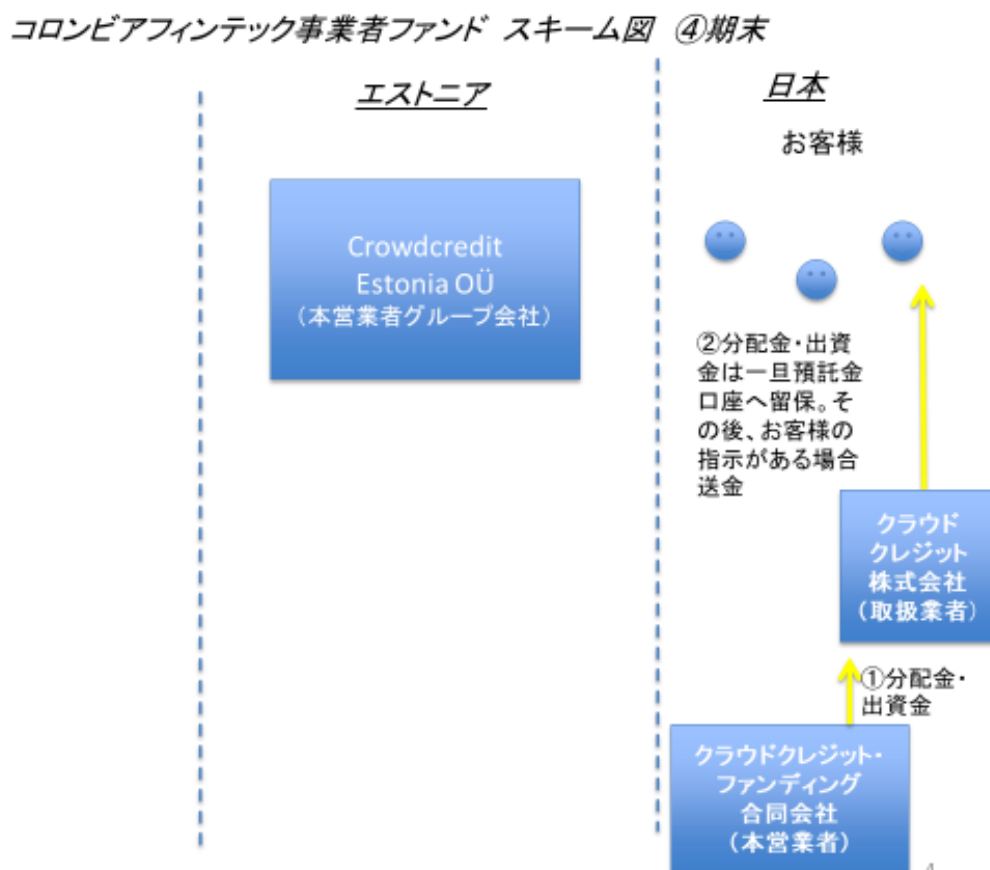 コロンビアフィンテック事業者ファンド スキーム図 ④期末
エストニア
日本
お客様
Crowdcredit
Estonia OÜ
（本営業者グループ会社）
②分配金・出資
金は一旦預託金
口座へ留保。そ
の後、お客様の
指示がある場合
送金
クラウド
クレジット
株式会社
（取扱業者）
①分配金・
出資金
クラウドクレジット・
ファンディング
合同会社
（本営業者）